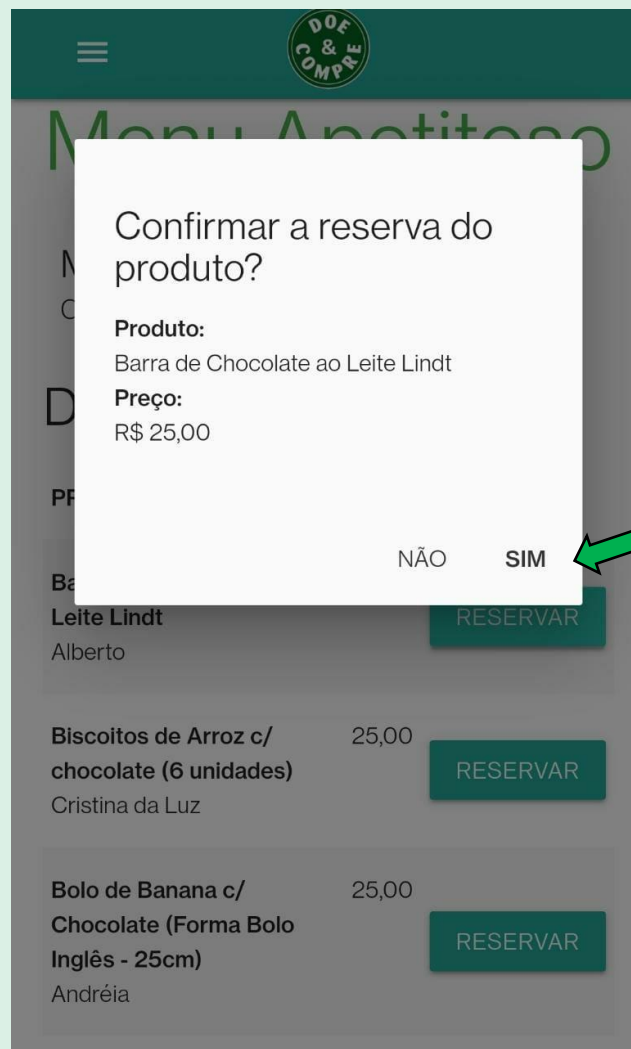 DOE
&
COMPRE
Menu Apetitoso
Confirmar a reserva do
produto?
Produto:
Barra de Chocolate ao Leite Lindt
Preço:
R$ 25,00
NÃO SIM
Leite Lindt
RESERVAR
Alberto
Biscoitos de Arroz c/ 25,00
chocolate (6 unidades)
RESERVAR
Cristina da Luz
Bolo de Banana c/ 25,00
Chocolate (Forma Bolo
Inglês - 25cm)
RESERVAR
Andréia